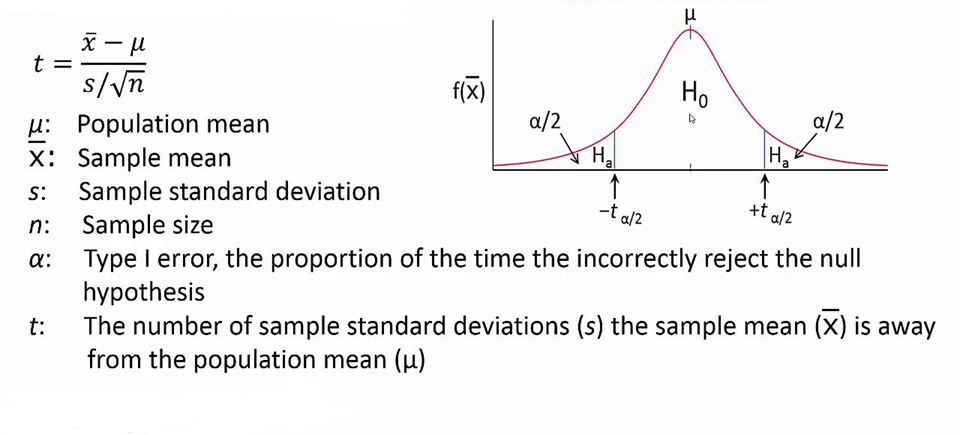 t = x̄ − μ / s/√n
μ: Population mean
x̄: Sample mean
s: Sample standard deviation
n: Sample size
α: Type I error, the proportion of the time the incorrectly reject the null
hypothesis
t: The number of sample standard deviations (s) the sample mean (x̄) is away
from the population mean (μ)
μ
f(x̄)
H₀
α/2
α/2
Hₐ
Hₐ
−t α/2
+t α/2